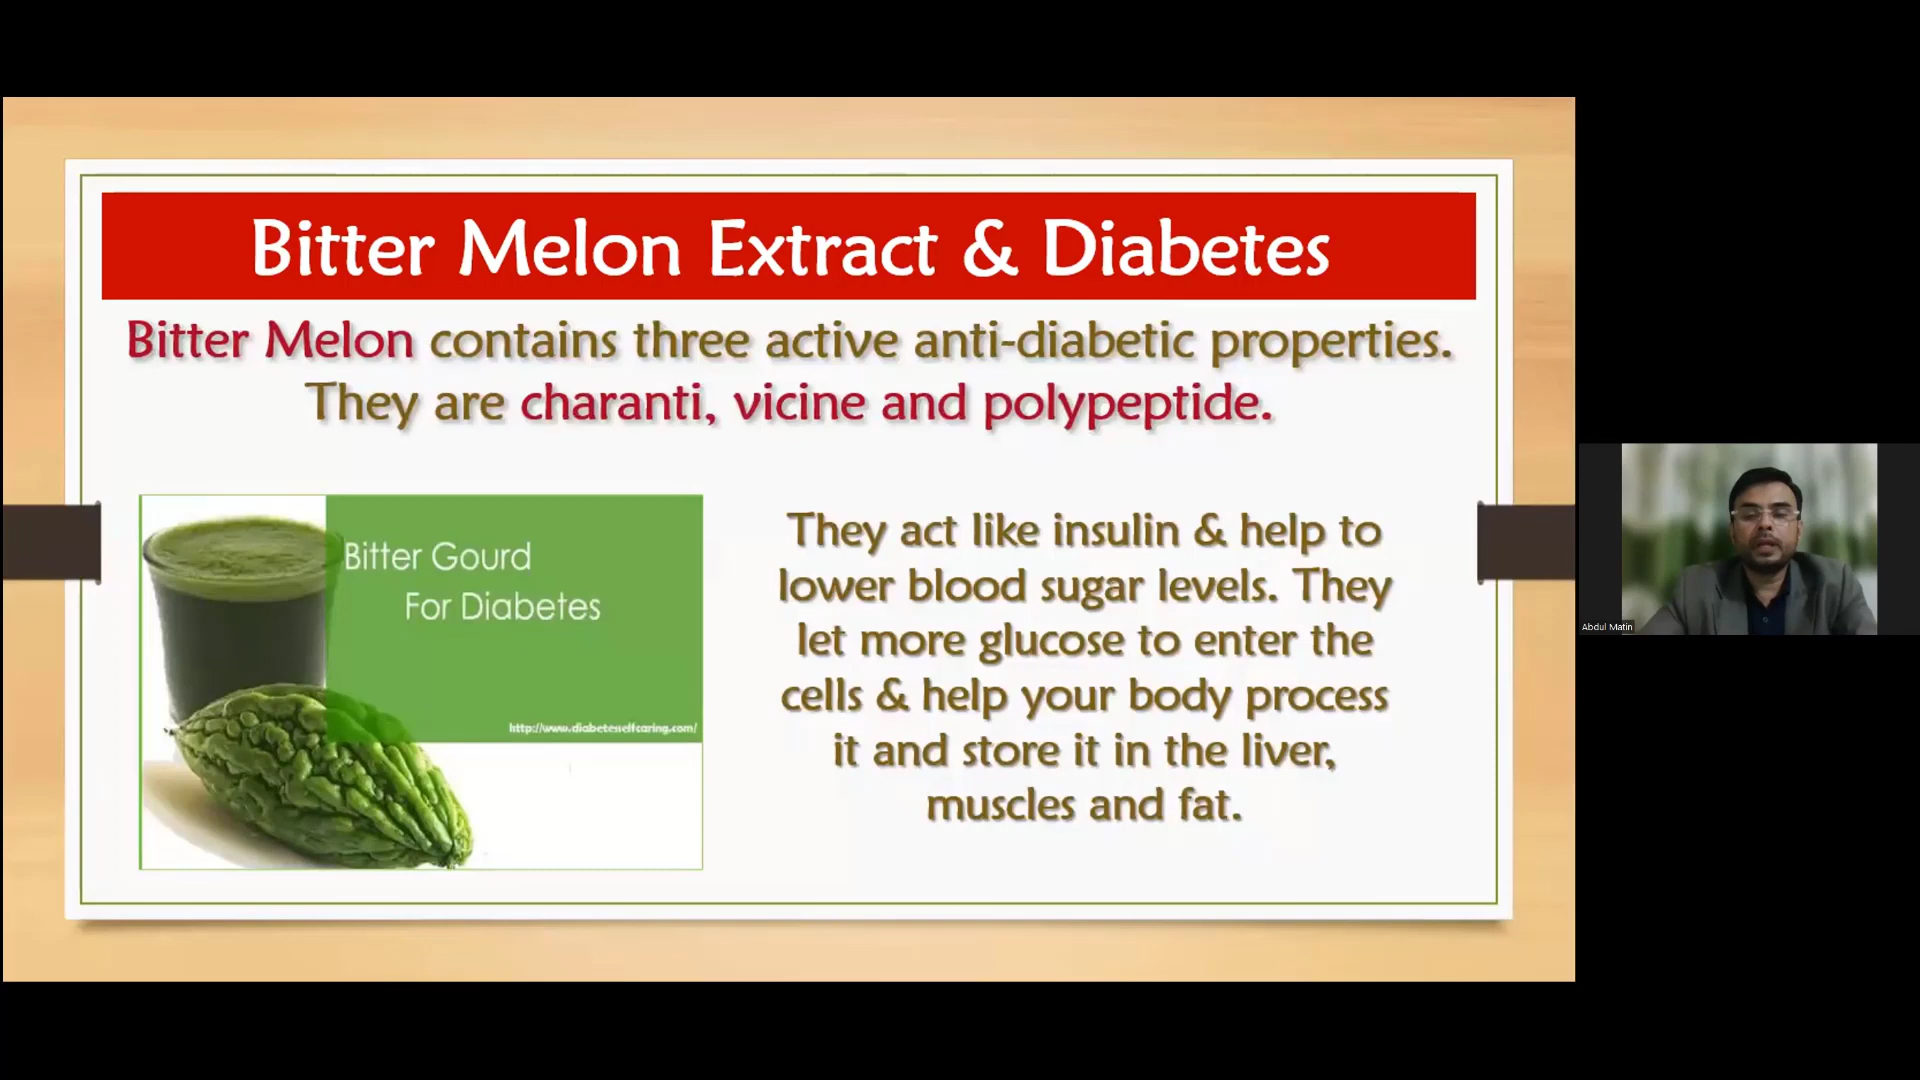 Bitter Melon Extract & Diabetes
Bitter Melon contains three active anti-diabetic properties.
They are charanti, vicine and polypeptide.
Bitter Gourd
For Diabetes
http://www.diabetesselfcaring.com/
They act like insulin & help to
lower blood sugar levels. They
let more glucose to enter the
cells & help your body process
it and store it in the liver,
muscles and fat.
Abdul Matin